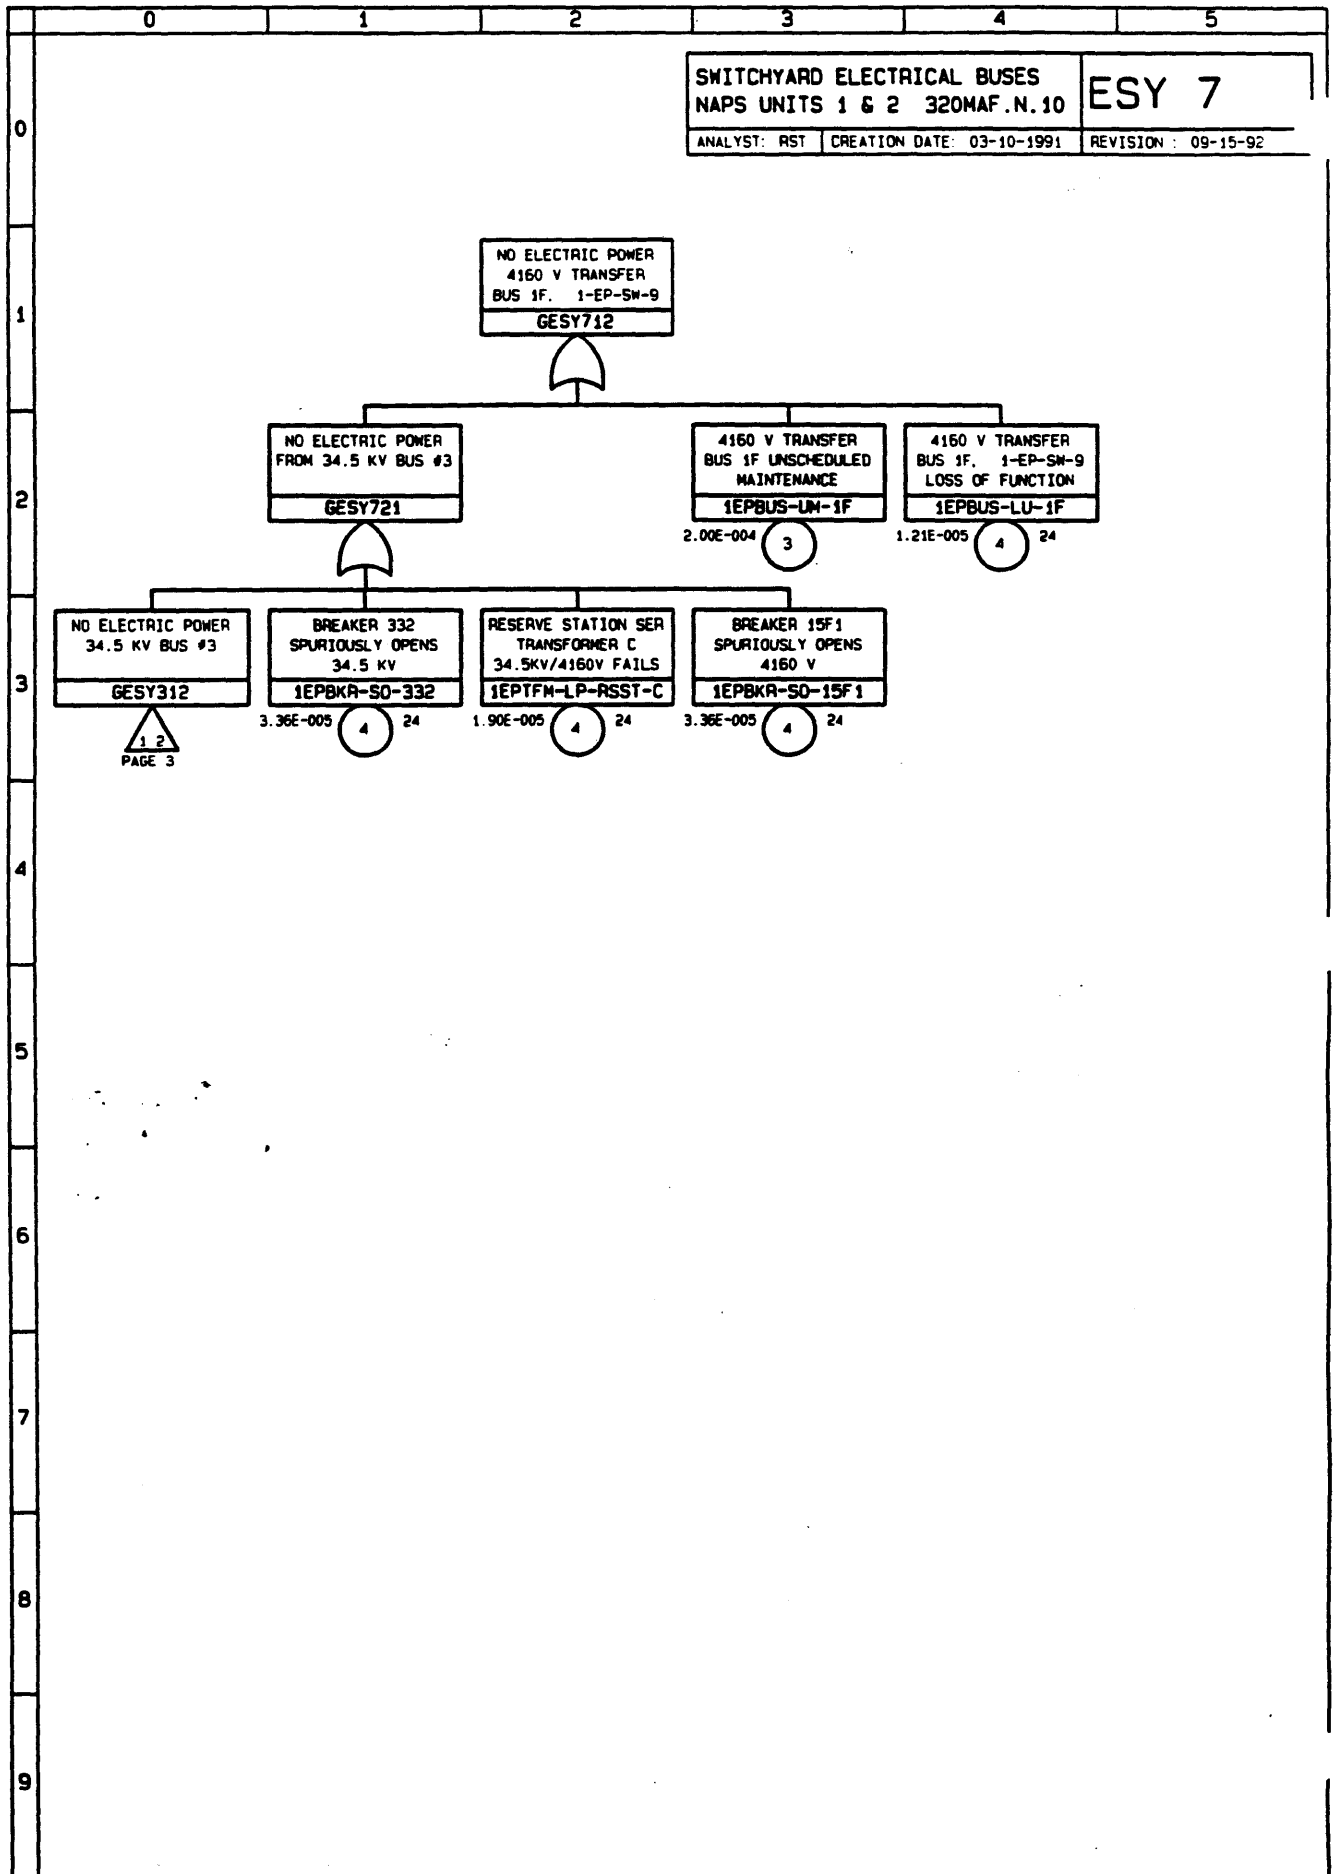 0 1 2 3 4 5
SWITCHYARD ELECTRICAL BUSES
NAPS UNITS 1 & 2 320MAF.N.10
ESY 7
ANALYST: RST CREATION DATE: 03-10-1991 REVISION : 09-15-92
0
NO ELECTRIC POWER
4160 V TRANSFER
BUS 1F. 1-EP-SW-9
GESY712
1
NO ELECTRIC POWER
FROM 34.5 KV BUS #3
GESY721
4160 V TRANSFER
BUS 1F UNSCHEDULED
MAINTENANCE
1EPBUS-UM-1F
2.00E-004 3
4160 V TRANSFER
BUS 1F. 1-EP-SW-9
LOSS OF FUNCTION
1EPBUS-LU-1F
1.21E-005 4 24
2
NO ELECTRIC POWER
34.5 KV BUS #3
GESY312
1 2
PAGE 3
BREAKER 332
SPURIOUSLY OPENS
34.5 KV
1EPBKR-SO-332
3.36E-005 4 24
RESERVE STATION SER
TRANSFORMER C
34.5KV/4160V FAILS
1EPTFM-LP-RSST-C
1.90E-005 4 24
BREAKER 15F1
SPURIOUSLY OPENS
4160 V
1EPBKR-SO-15F1
3.36E-005 4 24
3
4
5
6
7
8
9